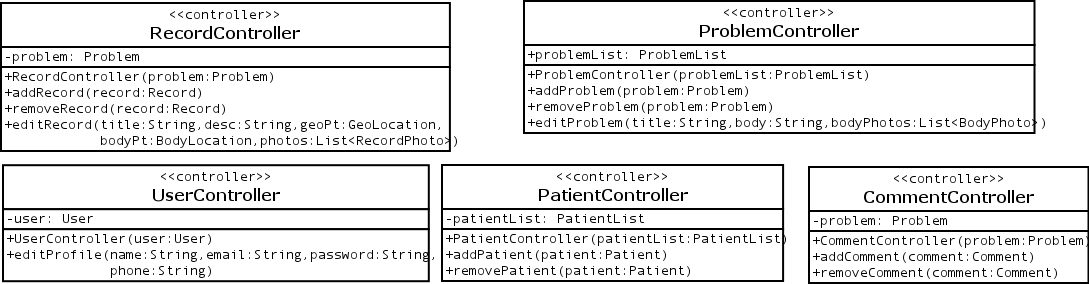 <<controller>>
RecordController
-problem: Problem
+RecordController(problem:Problem)
+addRecord(record:Record)
+removeRecord(record:Record)
+editRecord(title:String,desc:String,geoPt:GeoLocation,
bodyPt:BodyLocation,photos:List<RecordPhoto>)
<<controller>>
ProblemController
+problemList: ProblemList
+ProblemController(problemList:ProblemList)
+addProblem(problem:Problem)
+removeProblem(problem:Problem)
+editProblem(title:String,body:String,bodyPhotos:List<BodyPhoto>)
<<controller>>
UserController
-user: User
+UserController(user:User)
+editProfile(name:String,email:String,password:String,
phone:String)
<<controller>>
PatientController
-patientList: PatientList
+PatientController(patientList:PatientList)
+addPatient(patient:Patient)
+removePatient(patient:Patient)
<<controller>>
CommentController
-problem: Problem
+CommentController(problem:Problem)
+addComment(comment:Comment)
+removeComment(comment:Comment)